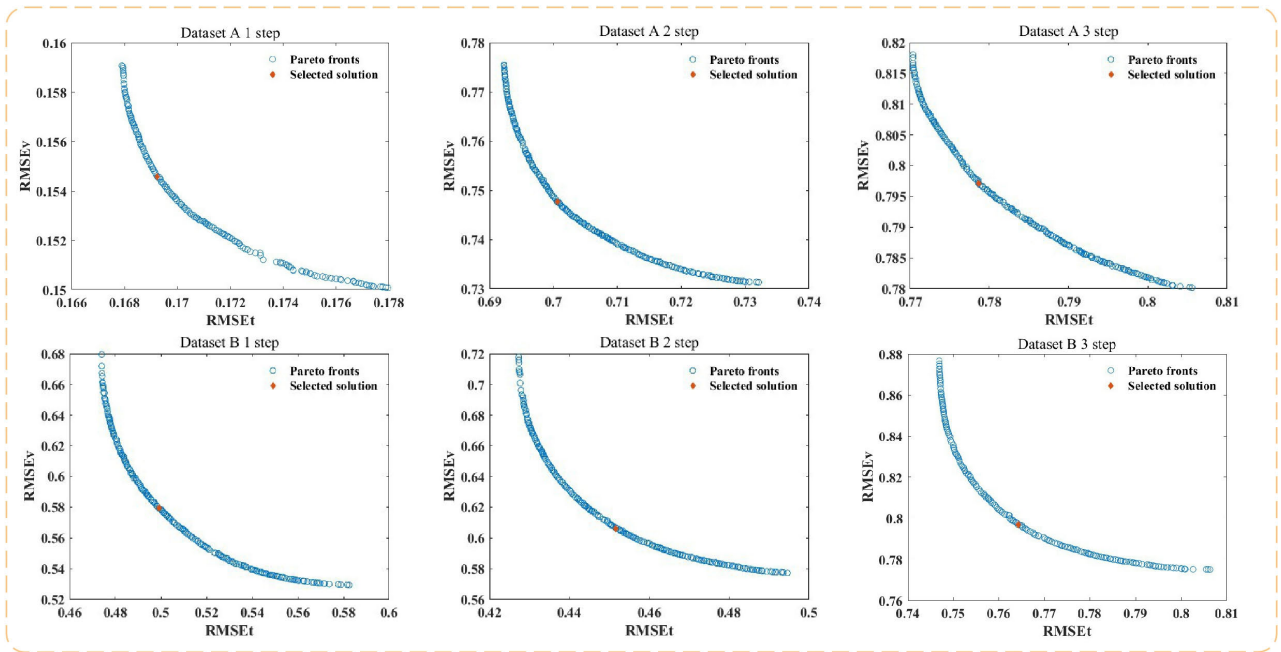 Dataset A 1 step
0.16
0.158
0.156
0.154
0.152
0.15
RMSEv
Pareto fronts
Selected solution
0.166 0.168 0.17 0.172 0.174 0.176 0.178
RMSEt
Dataset A 2 step
0.78
0.77
0.76
0.75
0.74
0.73
RMSEv
Pareto fronts
Selected solution
0.69 0.7 0.71 0.72 0.73 0.74
RMSEt
Dataset A 3 step
0.82
0.815
0.81
0.805
0.8
0.795
0.79
0.785
0.78
RMSEv
Pareto fronts
Selected solution
0.77 0.78 0.79 0.8 0.81
RMSEt
Dataset B 1 step
0.68
0.66
0.64
0.62
0.6
0.58
0.56
0.54
0.52
RMSEv
Pareto fronts
Selected solution
0.46 0.48 0.5 0.52 0.54 0.56 0.58 0.6
RMSEt
Dataset B 2 step
0.72
0.7
0.68
0.66
0.64
0.62
0.6
0.58
0.56
RMSEv
Pareto fronts
Selected solution
0.42 0.44 0.46 0.48 0.5
RMSEt
Dataset B 3 step
0.88
0.86
0.84
0.82
0.8
0.78
0.76
RMSEv
Pareto fronts
Selected solution
0.74 0.75 0.76 0.77 0.78 0.79 0.8 0.81
RMSEt